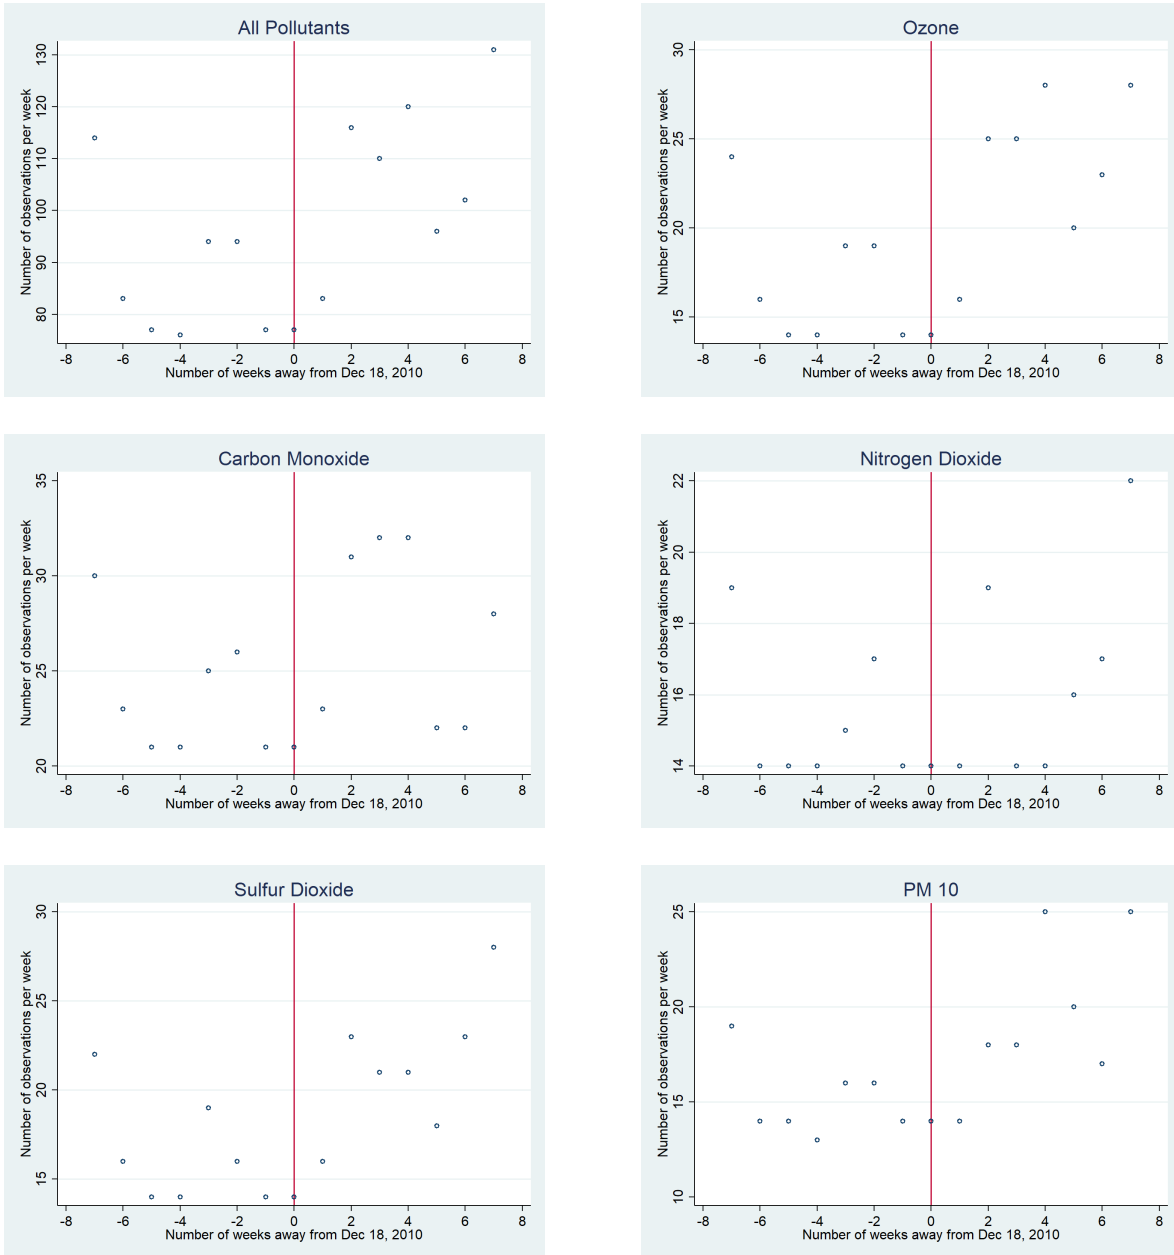 All Pollutants
Number of observations per week
130
120
110
100
90
80
-8 -6 -4 -2 0 2 4 6 8
Number of weeks away from Dec 18, 2010
Ozone
Number of observations per week
30
25
20
15
-8 -6 -4 -2 0 2 4 6 8
Number of weeks away from Dec 18, 2010
Carbon Monoxide
Number of observations per week
35
30
25
20
-8 -6 -4 -2 0 2 4 6 8
Number of weeks away from Dec 18, 2010
Nitrogen Dioxide
Number of observations per week
22
20
18
16
14
-8 -6 -4 -2 0 2 4 6 8
Number of weeks away from Dec 18, 2010
Sulfur Dioxide
Number of observations per week
30
25
20
15
-8 -6 -4 -2 0 2 4 6 8
Number of weeks away from Dec 18, 2010
PM 10
Number of observations per week
25
20
15
10
-8 -6 -4 -2 0 2 4 6 8
Number of weeks away from Dec 18, 2010